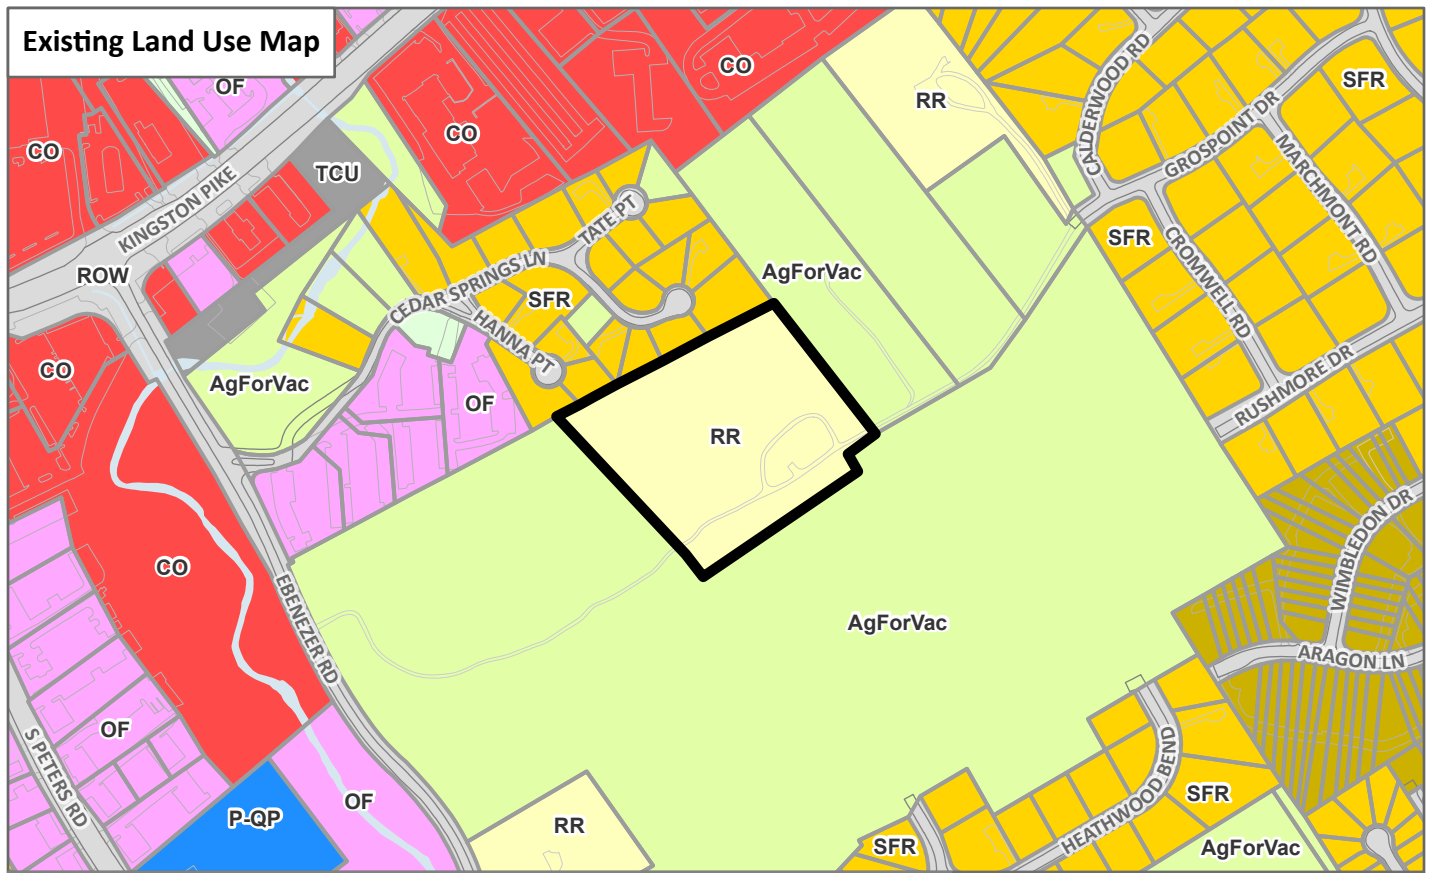 Existing Land Use Map
OF
CO
CO
CO
RR
SFR
CALDERWOOD RD
GROSPOINT DR
MARCHMONT RD
TCU
KINGSTON PIKE
TATE PT
SFR
CROMWELL RD
ROW
CEDAR SPRINGS LN
SFR
AgForVac
HANNA PT
CO
AgForVac
OF
RUSHMORE DR
RR
WIMBLEDON DR
CO
EBENEZER RD
AgForVac
ARAGON LN
OF
S PETERS RD
HEATHWOOD BEND
SFR
OF
P-QP
RR
SFR
AgForVac